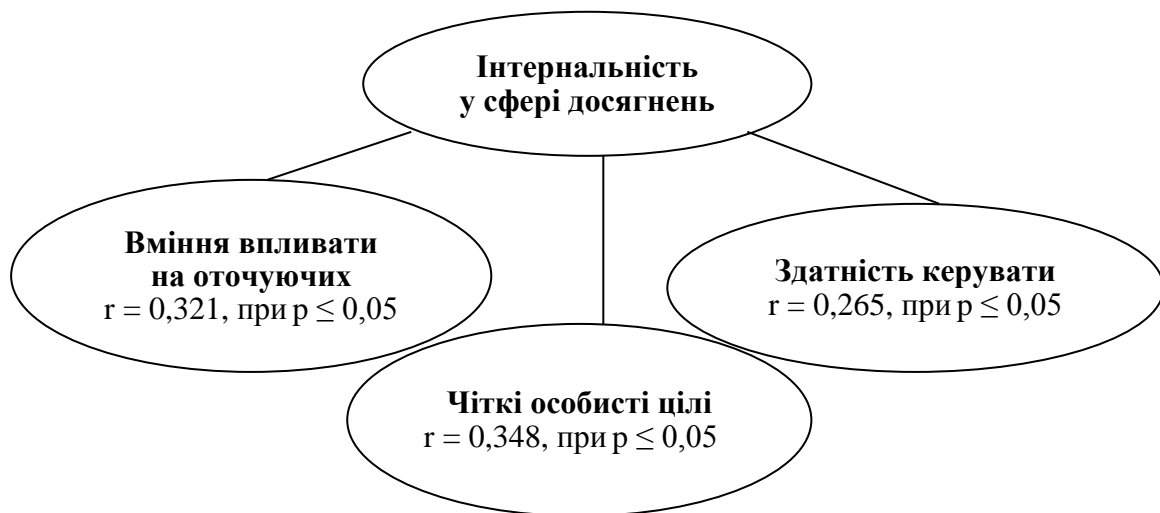 Інтернальність
у сфері досягнень
Вміння впливати
на оточуючих
r = 0,321, при p ≤ 0,05
Здатність керувати
r = 0,265, при p ≤ 0,05
Чіткі особисті цілі
r = 0,348, при p ≤ 0,05